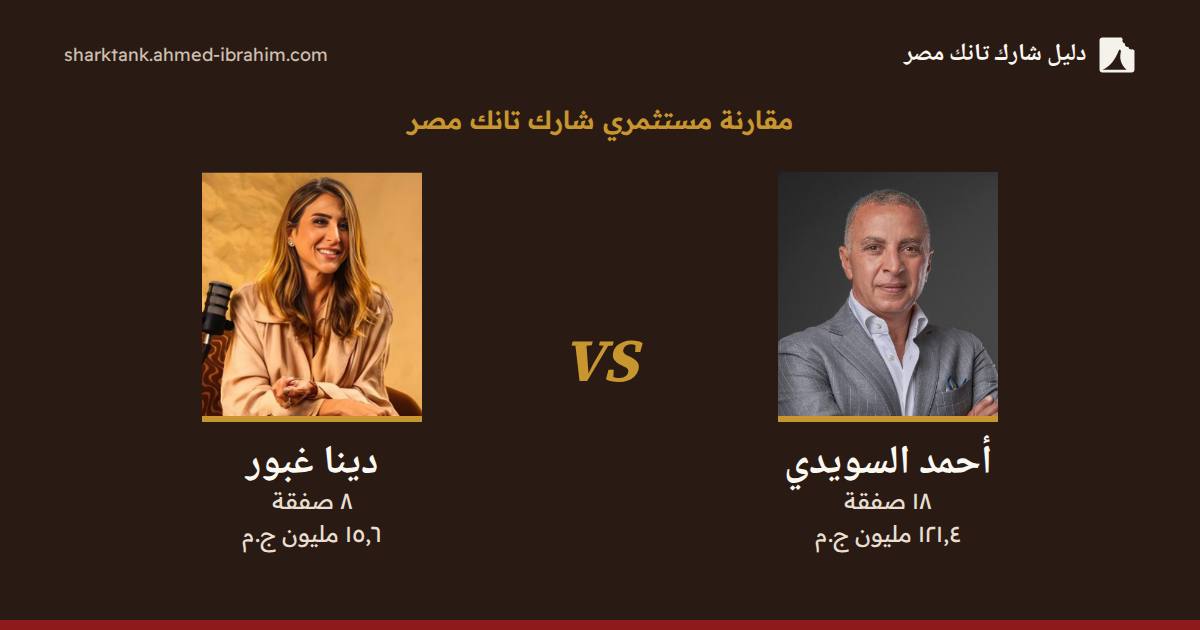 دليل شارك تانك مصر
sharktank.ahmed-ibrahim.com
مقارنة مستثمري شارك تانك مصر
أحمد السويدي
١٨ صفقة
١٢١,٤ مليون ج.م
VS
دينا غبور
٨ صفقة
١٥,٦ مليون ج.م